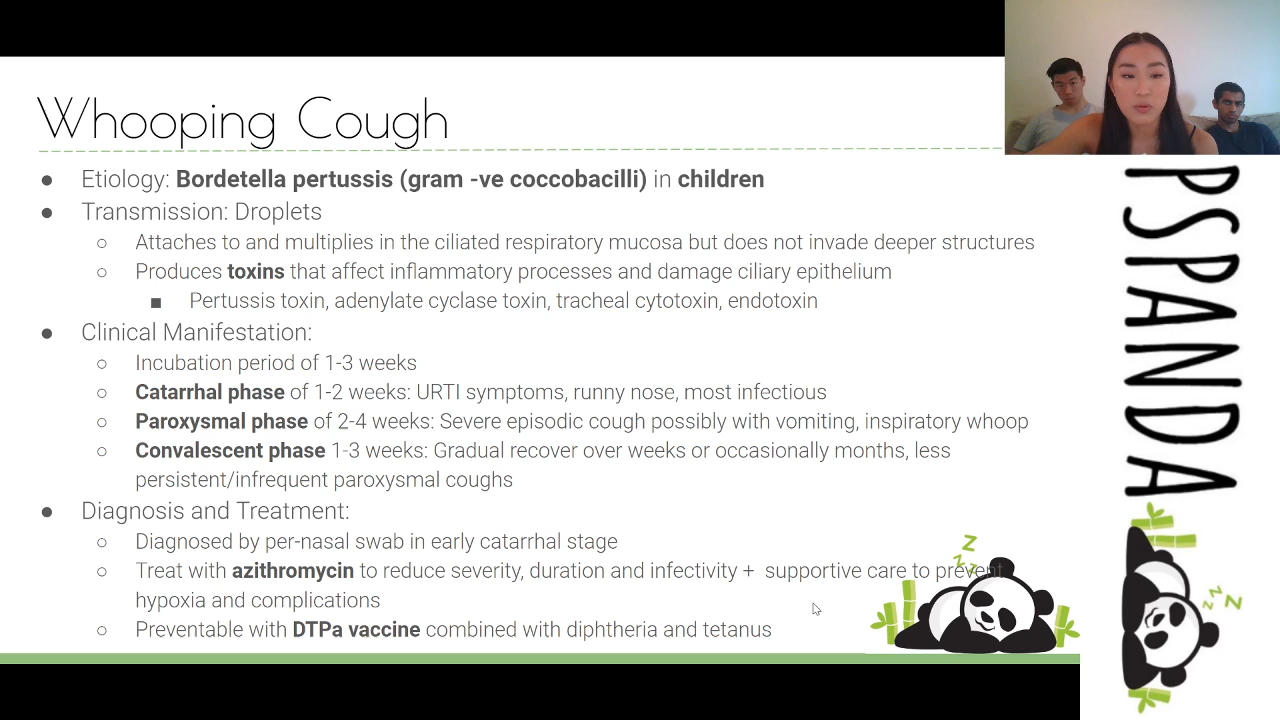 Whooping Cough
● Etiology: Bordetella pertussis (gram -ve coccobacilli) in children
● Transmission: Droplets
○ Attaches to and multiplies in the ciliated respiratory mucosa but does not invade deeper structures
○ Produces toxins that affect inflammatory processes and damage ciliary epithelium
■ Pertussis toxin, adenylate cyclase toxin, tracheal cytotoxin, endotoxin
● Clinical Manifestation:
○ Incubation period of 1-3 weeks
○ Catarrhal phase of 1-2 weeks: URTI symptoms, runny nose, most infectious
○ Paroxysmal phase of 2-4 weeks: Severe episodic cough possibly with vomiting, inspiratory whoop
○ Convalescent phase 1-3 weeks: Gradual recover over weeks or occasionally months, less
persistent/infrequent paroxysmal coughs
● Diagnosis and Treatment:
○ Diagnosed by per-nasal swab in early catarrhal stage
○ Treat with azithromycin to reduce severity, duration and infectivity + supportive care to prevent
hypoxia and complications
○ Preventable with DTPa vaccine combined with diphtheria and tetanus
z z Z
PSPANDA
z z Z